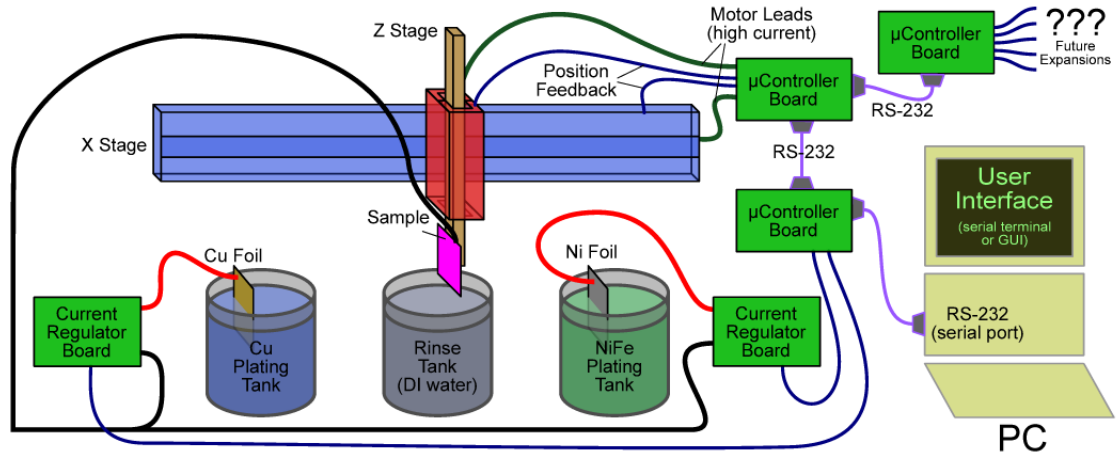 Z Stage
Motor Leads
(high current)
µController
Board
???
Future
Expansions
Position
Feedback
µController
Board
RS-232
X Stage
RS-232
Sample
µController
Board
User
Interface
(serial terminal
or GUI)
Cu Foil
Ni Foil
Current
Regulator
Board
Cu
Plating
Tank
Rinse
Tank
(DI water)
NiFe
Plating
Tank
Current
Regulator
Board
RS-232
(serial port)
PC